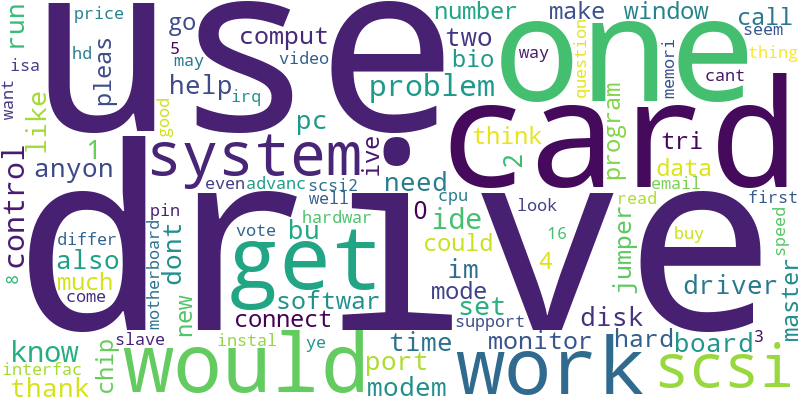 price
go
comput
two
number
make
window
call
seem
run
hd
5
pleas
may
video
use
one
bio
way
question
memori
thing
isa
help
irq
problem
cant
want
like
good
pc
program
card
1
system
ive
think
2
tri
control
anyon
need
data
even
advanc
scsi2
well
cpu
look
email
read
first
pin
hardwar
0
ide
jumper
differ
vote
bu
could
16
buy
speed
also
motherboard
dont
drive
get
im
4
driver
master
8
much
softwar
mode
set
come
new
connect
support
disk
3
slave
instal
ye
time
monitor
hard
board
know
chip
would
port
work
scsi
interfac
thank
modem